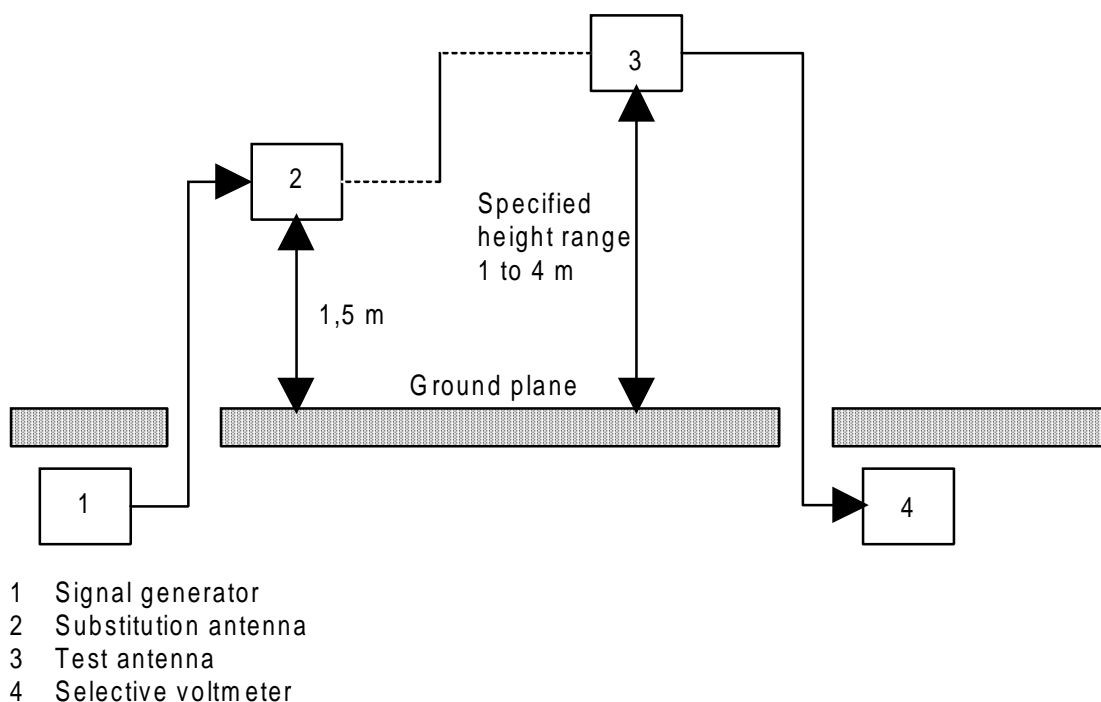 3
2
Specified
height range
1 to 4 m
1,5 m
Ground plane
1
4
1 Signal generator
2 Substitution antenna
3 Test antenna
4 Selective voltmeter